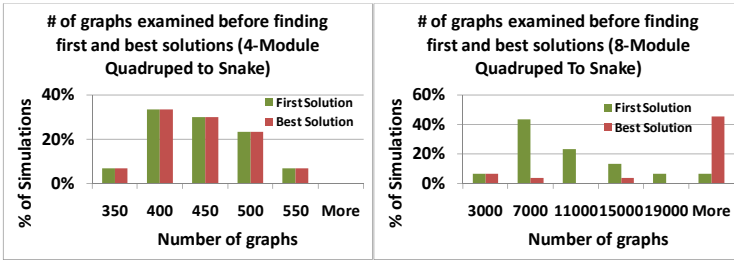 # of graphs examined before finding
first and best solutions (4-Module
Quadruped to Snake)
% of Simulations
40%
20%
0%
First Solution
Best Solution
350 400 450 500 550 More
Number of graphs
# of graphs examined before finding
first and best solutions (8-Module
Quadruped To Snake)
% of Simulations
60%
40%
20%
0%
First Solution
Best Solution
3000 7000 11000 15000 19000 More
Number of graphs